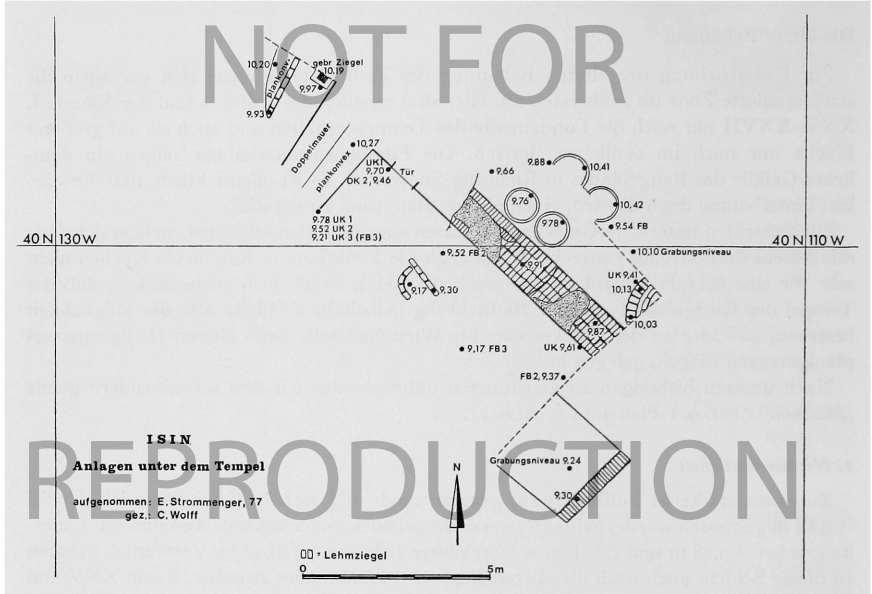 NOT FOR
REPRODUCTION
10,20
plankonv.
gebr Ziegel
10,19
9,97
9,93
Doppelmauer
10,27
plankonvex
UK 1
9,70
OK 2, 9,46
Tür
9,78 UK 1
9,52 UK 2
9,21 UK 3 (FB3)
9,66
9,88
10,41
9,76
10,42
9,78
9,54 FB
40 N 130 W
40 N 110 W
9,52 FB 2
10,10 Grabungsniveau
9,91
UK 9,41
10,13
9,17
9,30
10,03
9,87
9,17 FB3
UK 9,61
FB 2, 9,37
Grabungsniveau 9,24
9,30
ISIN
Anlagen unter dem Tempel
aufgenommen: E. Strommenger, 77
gez.: C. Wolff
N
= Lehmziegel
0 5m